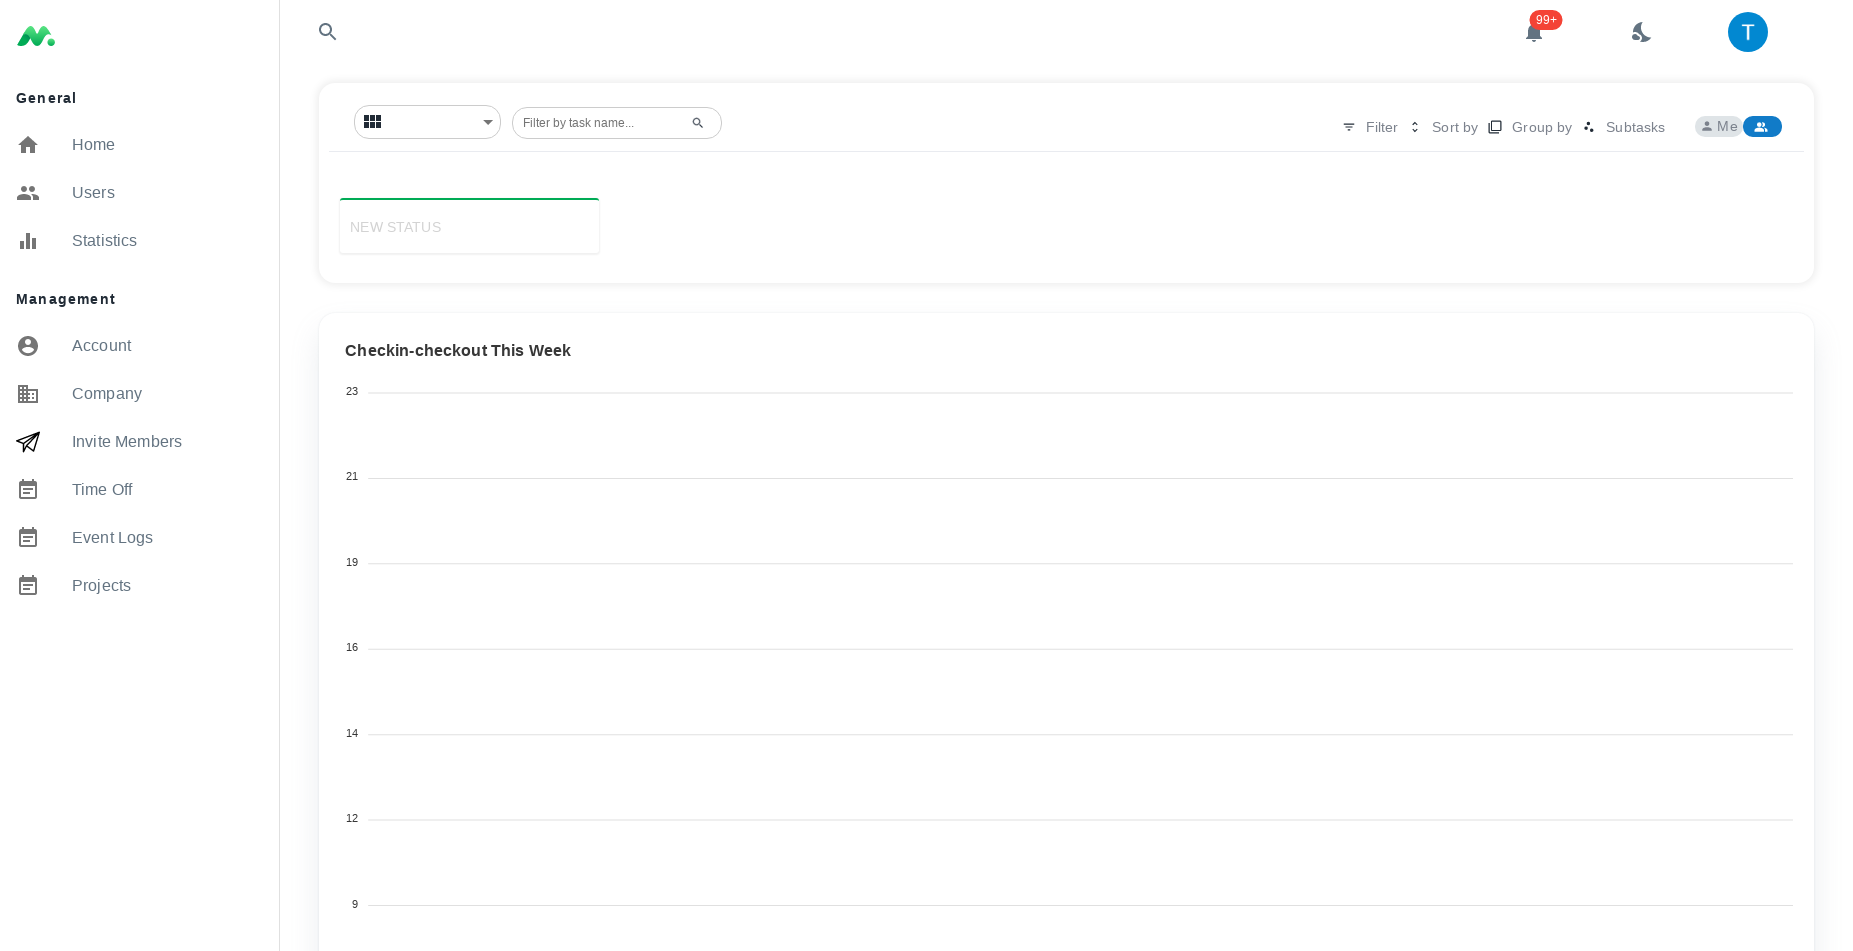 99+
T
General
Home
Users
Statistics
Management
Account
Company
Invite Members
Time Off
Event Logs
Projects
Filter by task name...
Filter
Sort by
Group by
Subtasks
Me
NEW STATUS
Checkin-checkout This Week
23
21
19
16
14
12
9